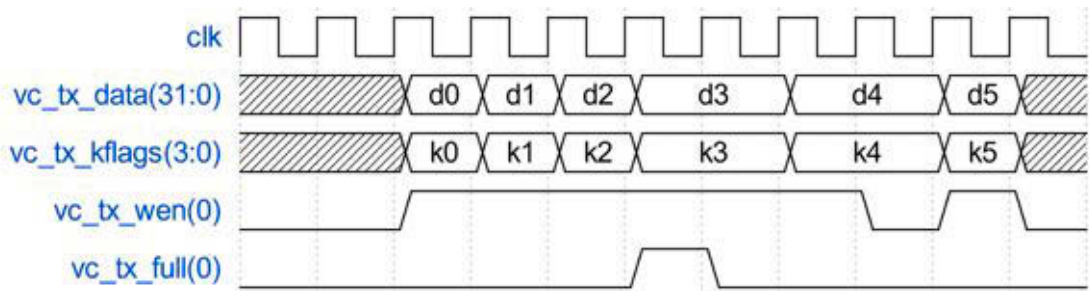 clk
vc_tx_data(31:0) d0 d1 d2 d3 d4 d5
vc_tx_kflags(3:0) k0 k1 k2 k3 k4 k5
vc_tx_wen(0)
vc_tx_full(0)